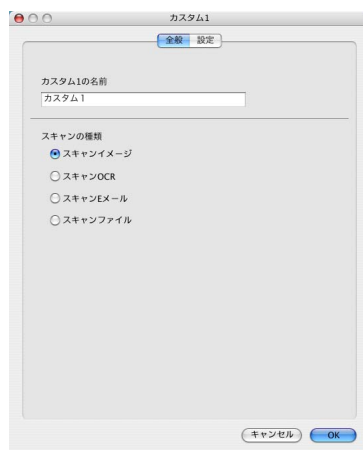 カスタム1
全般 設定
カスタム1の名前
カスタム 1
スキャンの種類
スキャンイメージ
スキャンOCR
スキャンEメール
スキャンファイル
キャンセル OK